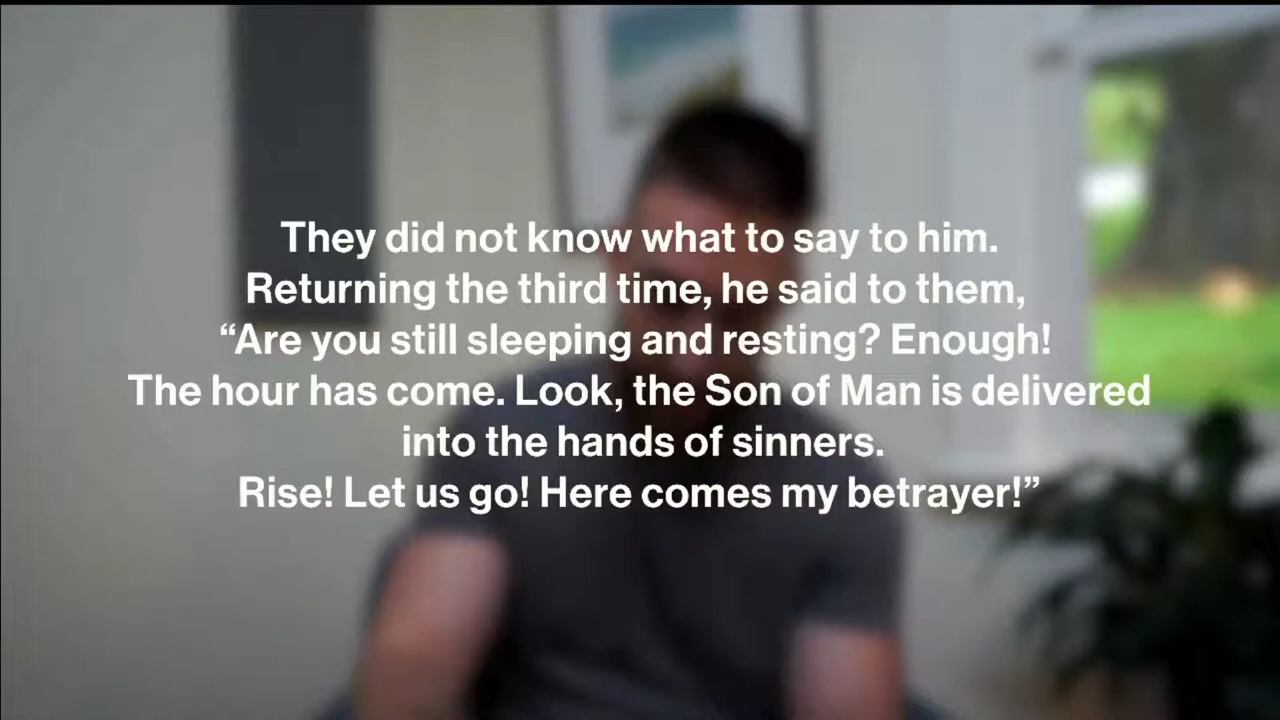 They did not know what to say to him.
Returning the third time, he said to them,
“Are you still sleeping and resting? Enough!
The hour has come. Look, the Son of Man is delivered
into the hands of sinners.
Rise! Let us go! Here comes my betrayer!”